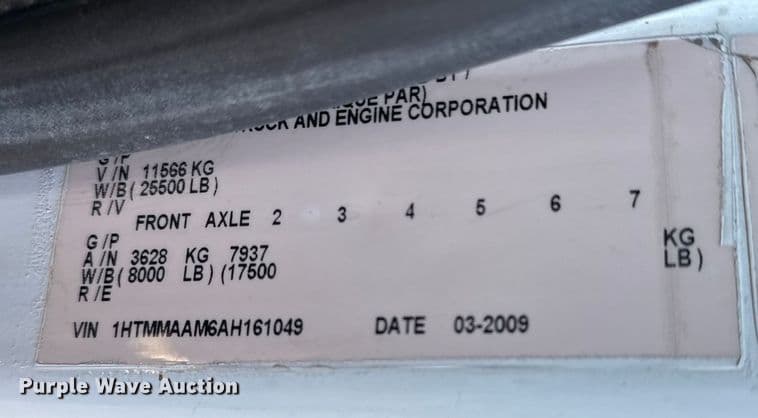 QUE PAR)
TRUCK AND ENGINE CORPORATION
G/P
V/N 11566 KG
W/B ( 25500 LB )
R/V
FRONT AXLE 2 3 4 5 6 7
G/P
A/N 3628 KG 7937 KG
W/B ( 8000 LB ) (17500 LB )
R/E
VIN 1HTMMAAM6AH161049 DATE 03-2009
Purple Wave Auction